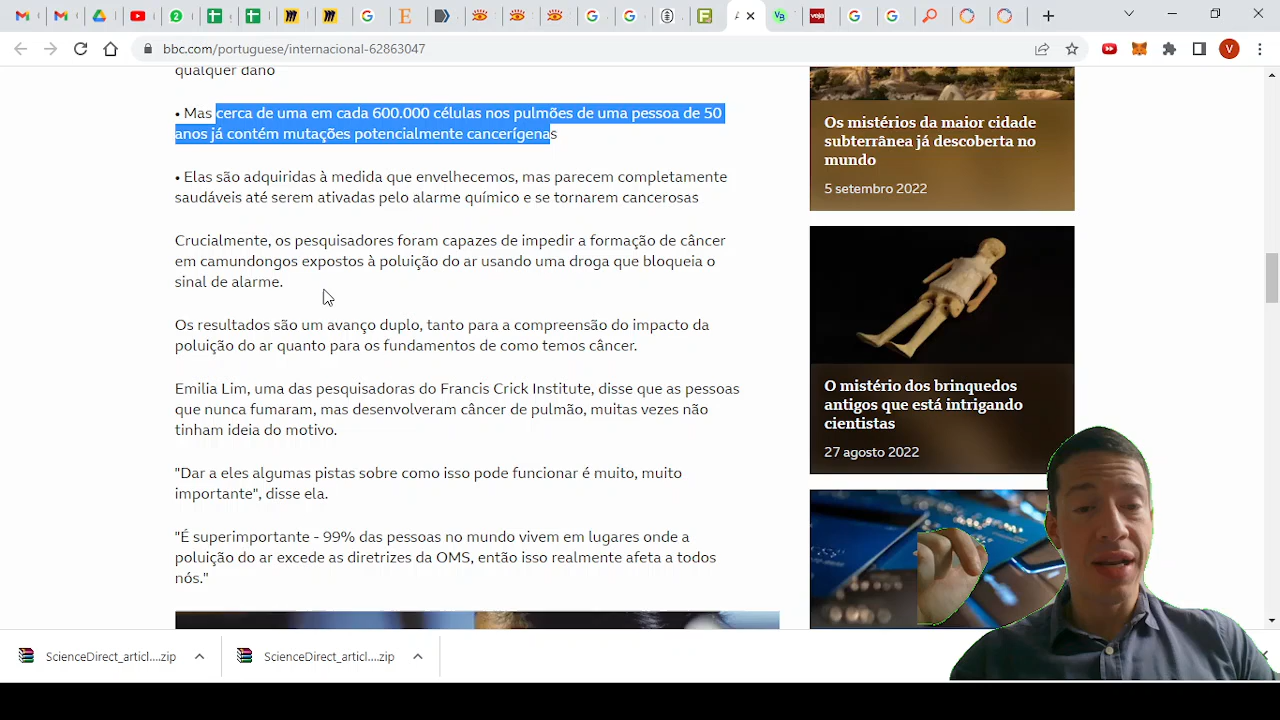 bbc.com/portuguese/internacional-62863047
V
qualquer dano
• Mas cerca de uma em cada 600.000 células nos pulmões de uma pessoa de 50
anos já contém mutações potencialmente cancerígenas
• Elas são adquiridas à medida que envelhecemos, mas parecem completamente
saudáveis até serem ativadas pelo alarme químico e se tornarem cancerosas
Crucialmente, os pesquisadores foram capazes de impedir a formação de câncer
em camundongos expostos à poluição do ar usando uma droga que bloqueia o
sinal de alarme.
Os resultados são um avanço duplo, tanto para a compreensão do impacto da
poluição do ar quanto para os fundamentos de como temos câncer.
Emilia Lim, uma das pesquisadoras do Francis Crick Institute, disse que as pessoas
que nunca fumaram, mas desenvolveram câncer de pulmão, muitas vezes não
tinham ideia do motivo.
"Dar a eles algumas pistas sobre como isso pode funcionar é muito, muito
importante", disse ela.
"É superimportante - 99% das pessoas no mundo vivem em lugares onde a
poluição do ar excede as diretrizes da OMS, então isso realmente afeta a todos
nós."
Os mistérios da maior cidade
subterrânea já descoberta no
mundo
5 setembro 2022
O mistério dos brinquedos
antigos que está intrigando
cientistas
27 agosto 2022
ScienceDirect_articl....zip
ScienceDirect_articl....zip